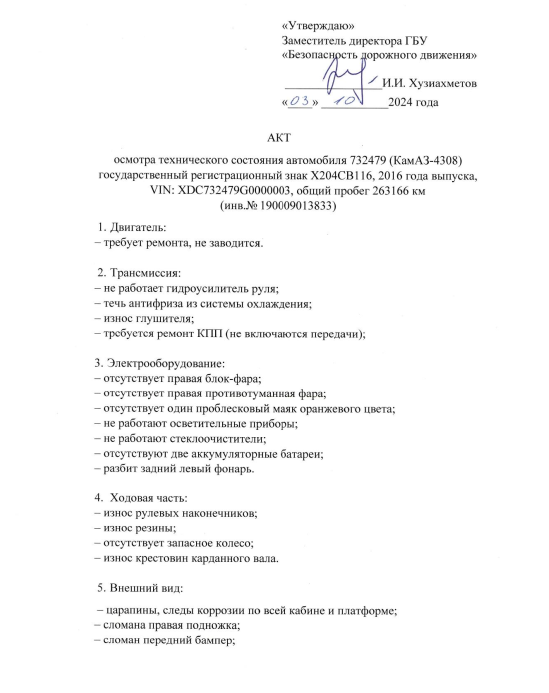 «Утверждаю»
Заместитель директора ГБУ
«Безопасность дорожного движения»
И.И. Хузиахметов
«03» 10 2024 года
АКТ
осмотра технического состояния автомобиля 732479 (КамАЗ-4308)
государственный регистрационный знак Х204СВ116, 2016 года выпуска,
VIN: XDC732479G0000003, общий пробег 263166 км
(инв.№ 190009013833)
1. Двигатель:
– требует ремонта, не заводится.
2. Трансмиссия:
– не работает гидроусилитель руля;
– течь антифриза из системы охлаждения;
– износ глушителя;
– требуется ремонт КПП (не включаются передачи);
3. Электрооборудование:
– отсутствует правая блок-фара;
– отсутствует правая противотуманная фара;
– отсутствует один проблесковый маяк оранжевого цвета;
– не работают осветительные приборы;
– не работают стеклоочистители;
– отсутствуют две аккумуляторные батареи;
– разбит задний левый фонарь.
4. Ходовая часть:
– износ рулевых наконечников;
– износ резины;
– отсутствует запасное колесо;
– износ крестовин карданного вала.
5. Внешний вид:
– царапины, следы коррозии по всей кабине и платформе;
– сломана правая подножка;
– сломан передний бампер;